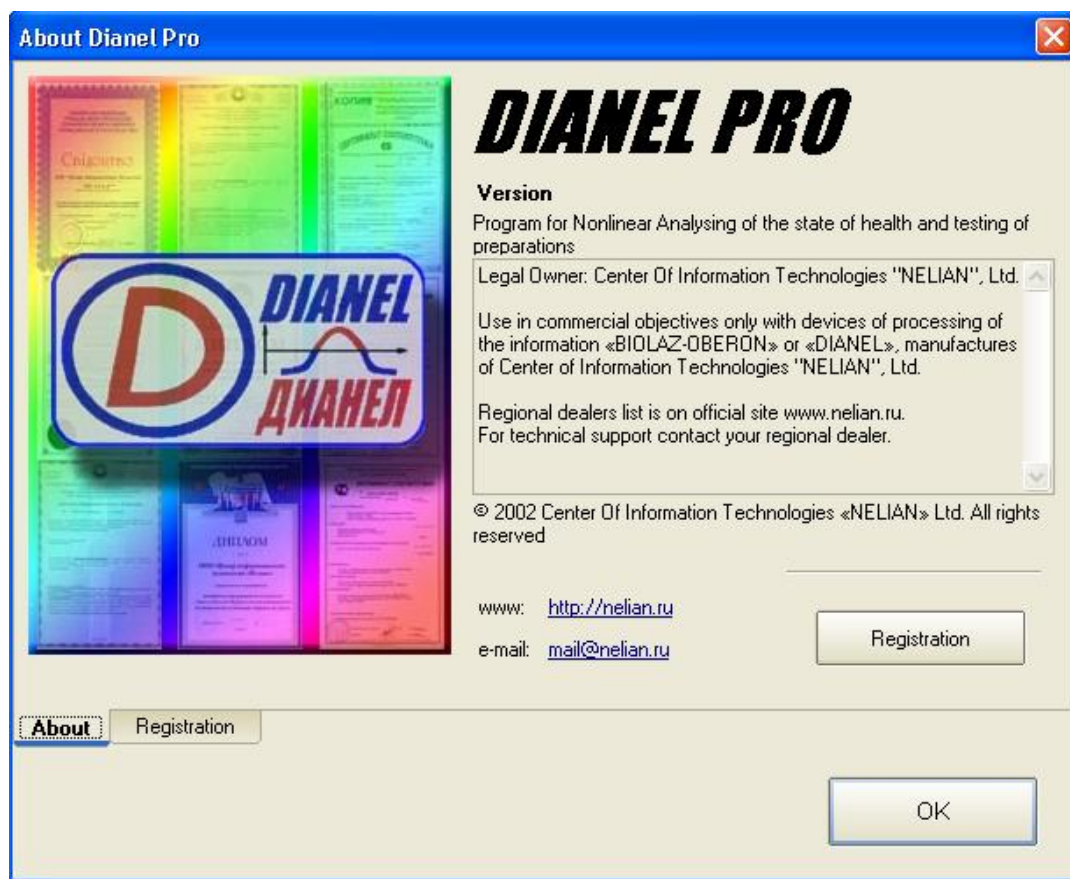 About Dianel Pro
Свідоцтво
КОПИЯ
DIANEL
D
ДИАНЕЛ
ДИПЛОМ
DIANEL PRO
Version
Program for Nonlinear Analysing of the state of health and testing of
preparations
Legal Owner: Center Of Information Technologies "NELIAN", Ltd.
Use in commercial objectives only with devices of processing of
the information «BIOLAZ-OBERON» or «DIANEL», manufactures
of Center of Information Technologies "NELIAN", Ltd.
Regional dealers list is on official site www.nelian.ru.
For technical support contact your regional dealer.
© 2002 Center Of Information Technologies «NELIAN» Ltd. All rights
reserved
www: http://nelian.ru
e-mail: mail@nelian.ru
Registration
About Registration
OK